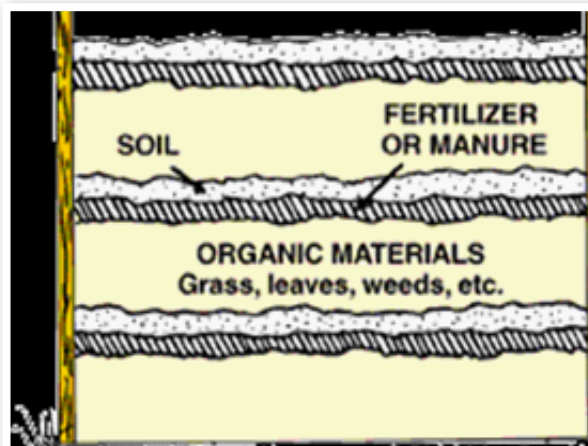 FERTILIZER
SOIL OR MANURE
ORGANIC MATERIALS
Grass, leaves, weeds, etc.